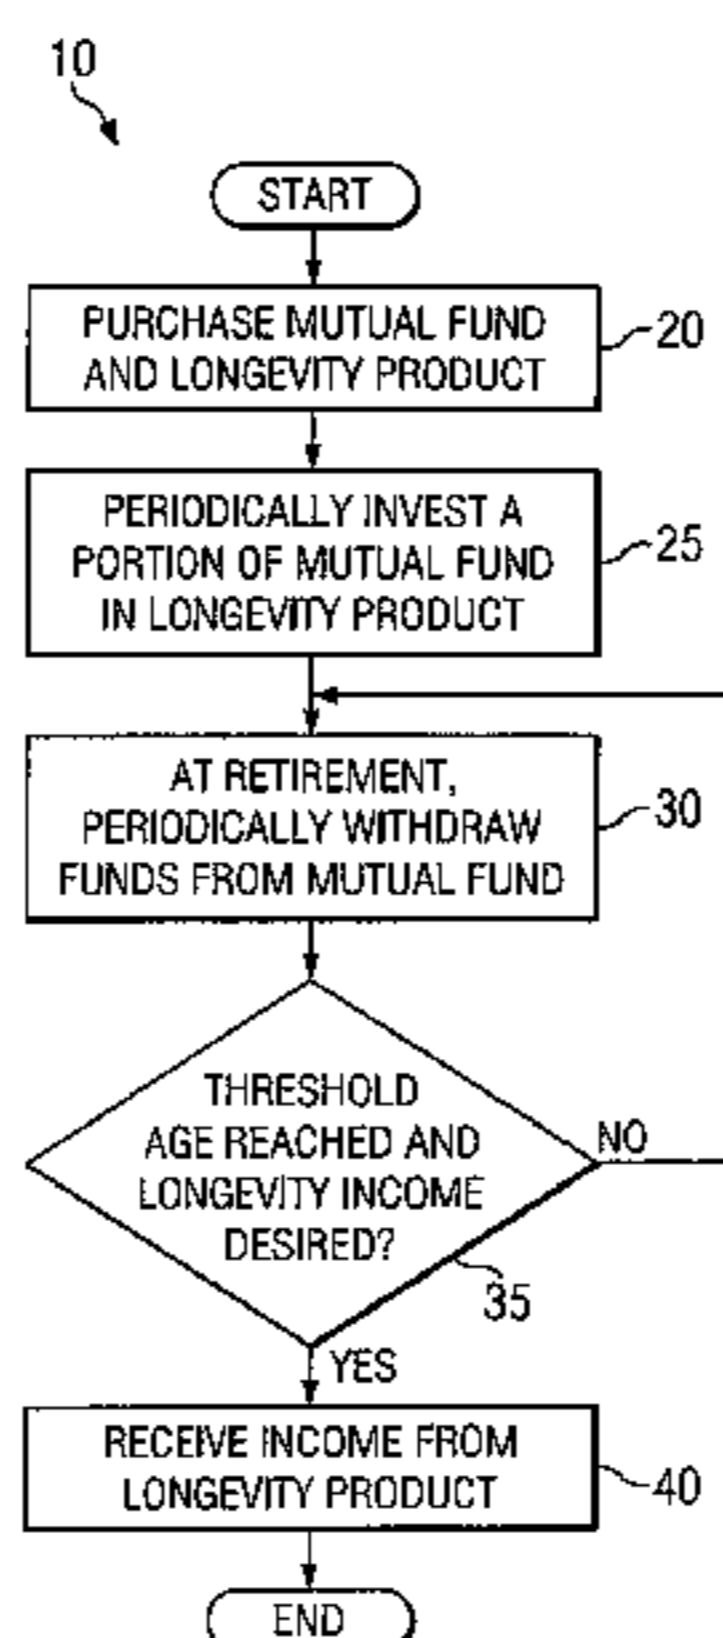 10
START
PURCHASE MUTUAL FUND
AND LONGEVITY PRODUCT
20
PERIODICALLY INVEST A
PORTION OF MUTUAL FUND
IN LONGEVITY PRODUCT
25
AT RETIREMENT,
PERIODICALLY WITHDRAW
FUNDS FROM MUTUAL FUND
30
THRESHOLD
AGE REACHED AND
LONGEVITY INCOME
DESIRED?
NO
35
YES
RECEIVE INCOME FROM
LONGEVITY PRODUCT
40
END